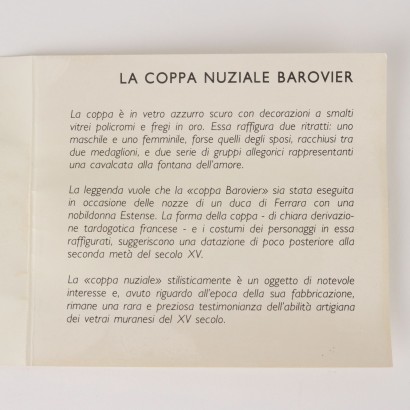 LA COPPA NUZIALE BAROVIER
La coppa è in vetro azzurro scuro con decorazioni a smalti
vitrei policromi e fregi in oro. Essa raffigura due ritratti: uno
maschile e uno femminile, forse quelli degli sposi, racchiusi tra
due medaglioni, e due serie di gruppi allegorici rappresentanti
una cavalcata alla fontana dell'amore.
La leggenda vuole che la «coppa Barovier» sia stata eseguita
in occasione delle nozze di un duca di Ferrara con una
nobildonna Estense. La forma della coppa - di chiara derivazio-
ne tardogotica francese - e i costumi dei personaggi in essa
raffigurati, suggeriscono una datazione di poco posteriore alla
seconda metà del secolo XV.
La «coppa nuziale» stilisticamente è un oggetto di notevole
interesse e, avuto riguardo all'epoca della sua fabbricazione,
rimane una rara e preziosa testimonianza dell'abilità artigiana
dei vetrai muranesi del XV secolo.